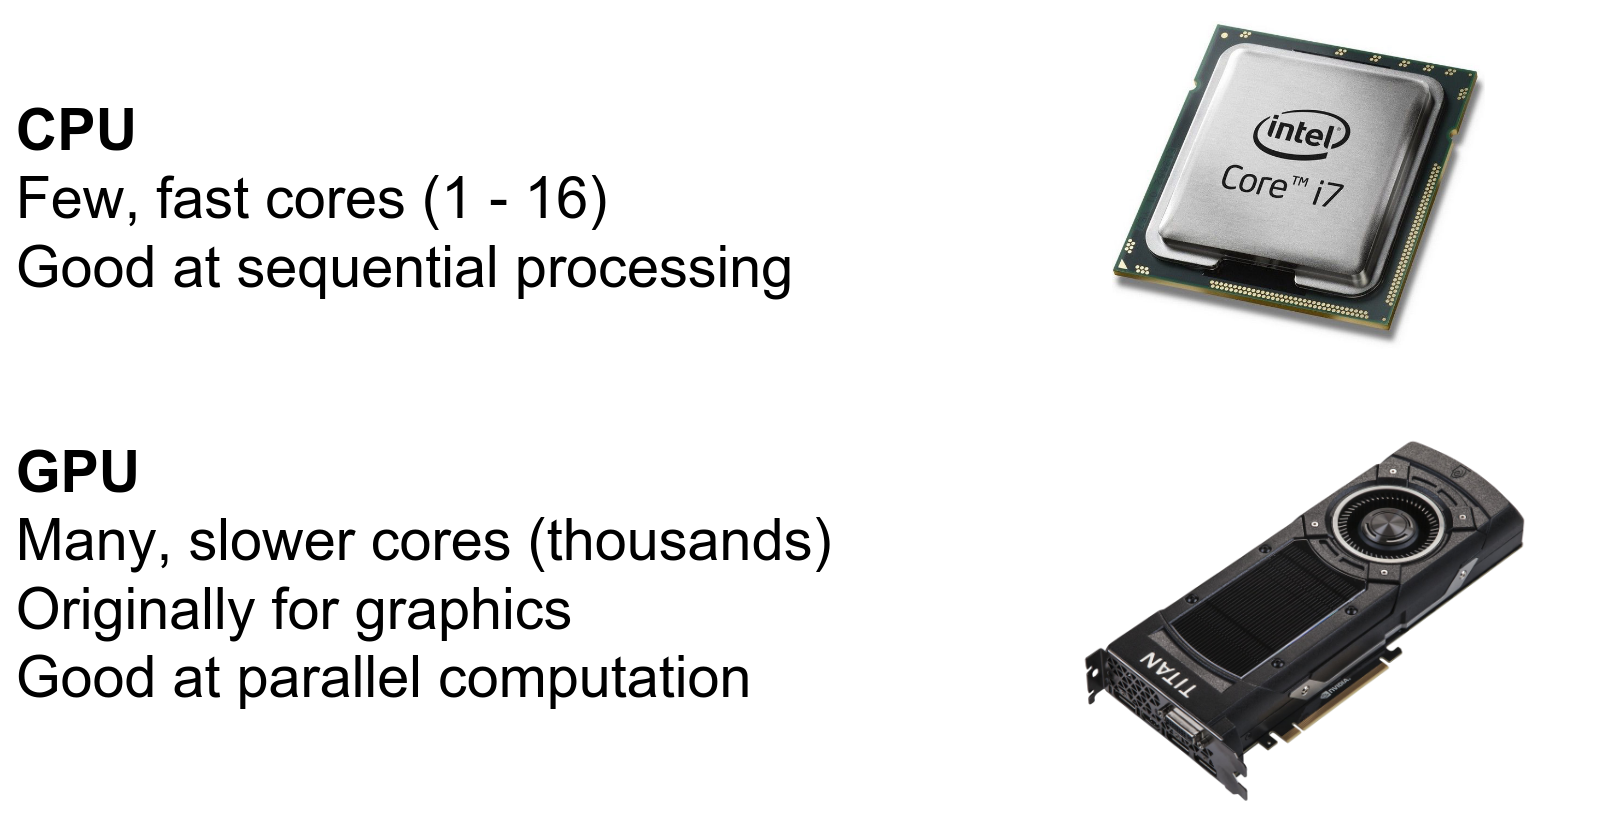 CPU
Few, fast cores (1 - 16)
Good at sequential processing
intel
Core™ i7
GPU
Many, slower cores (thousands)
Originally for graphics
Good at parallel computation
TITAN
NVIDIA